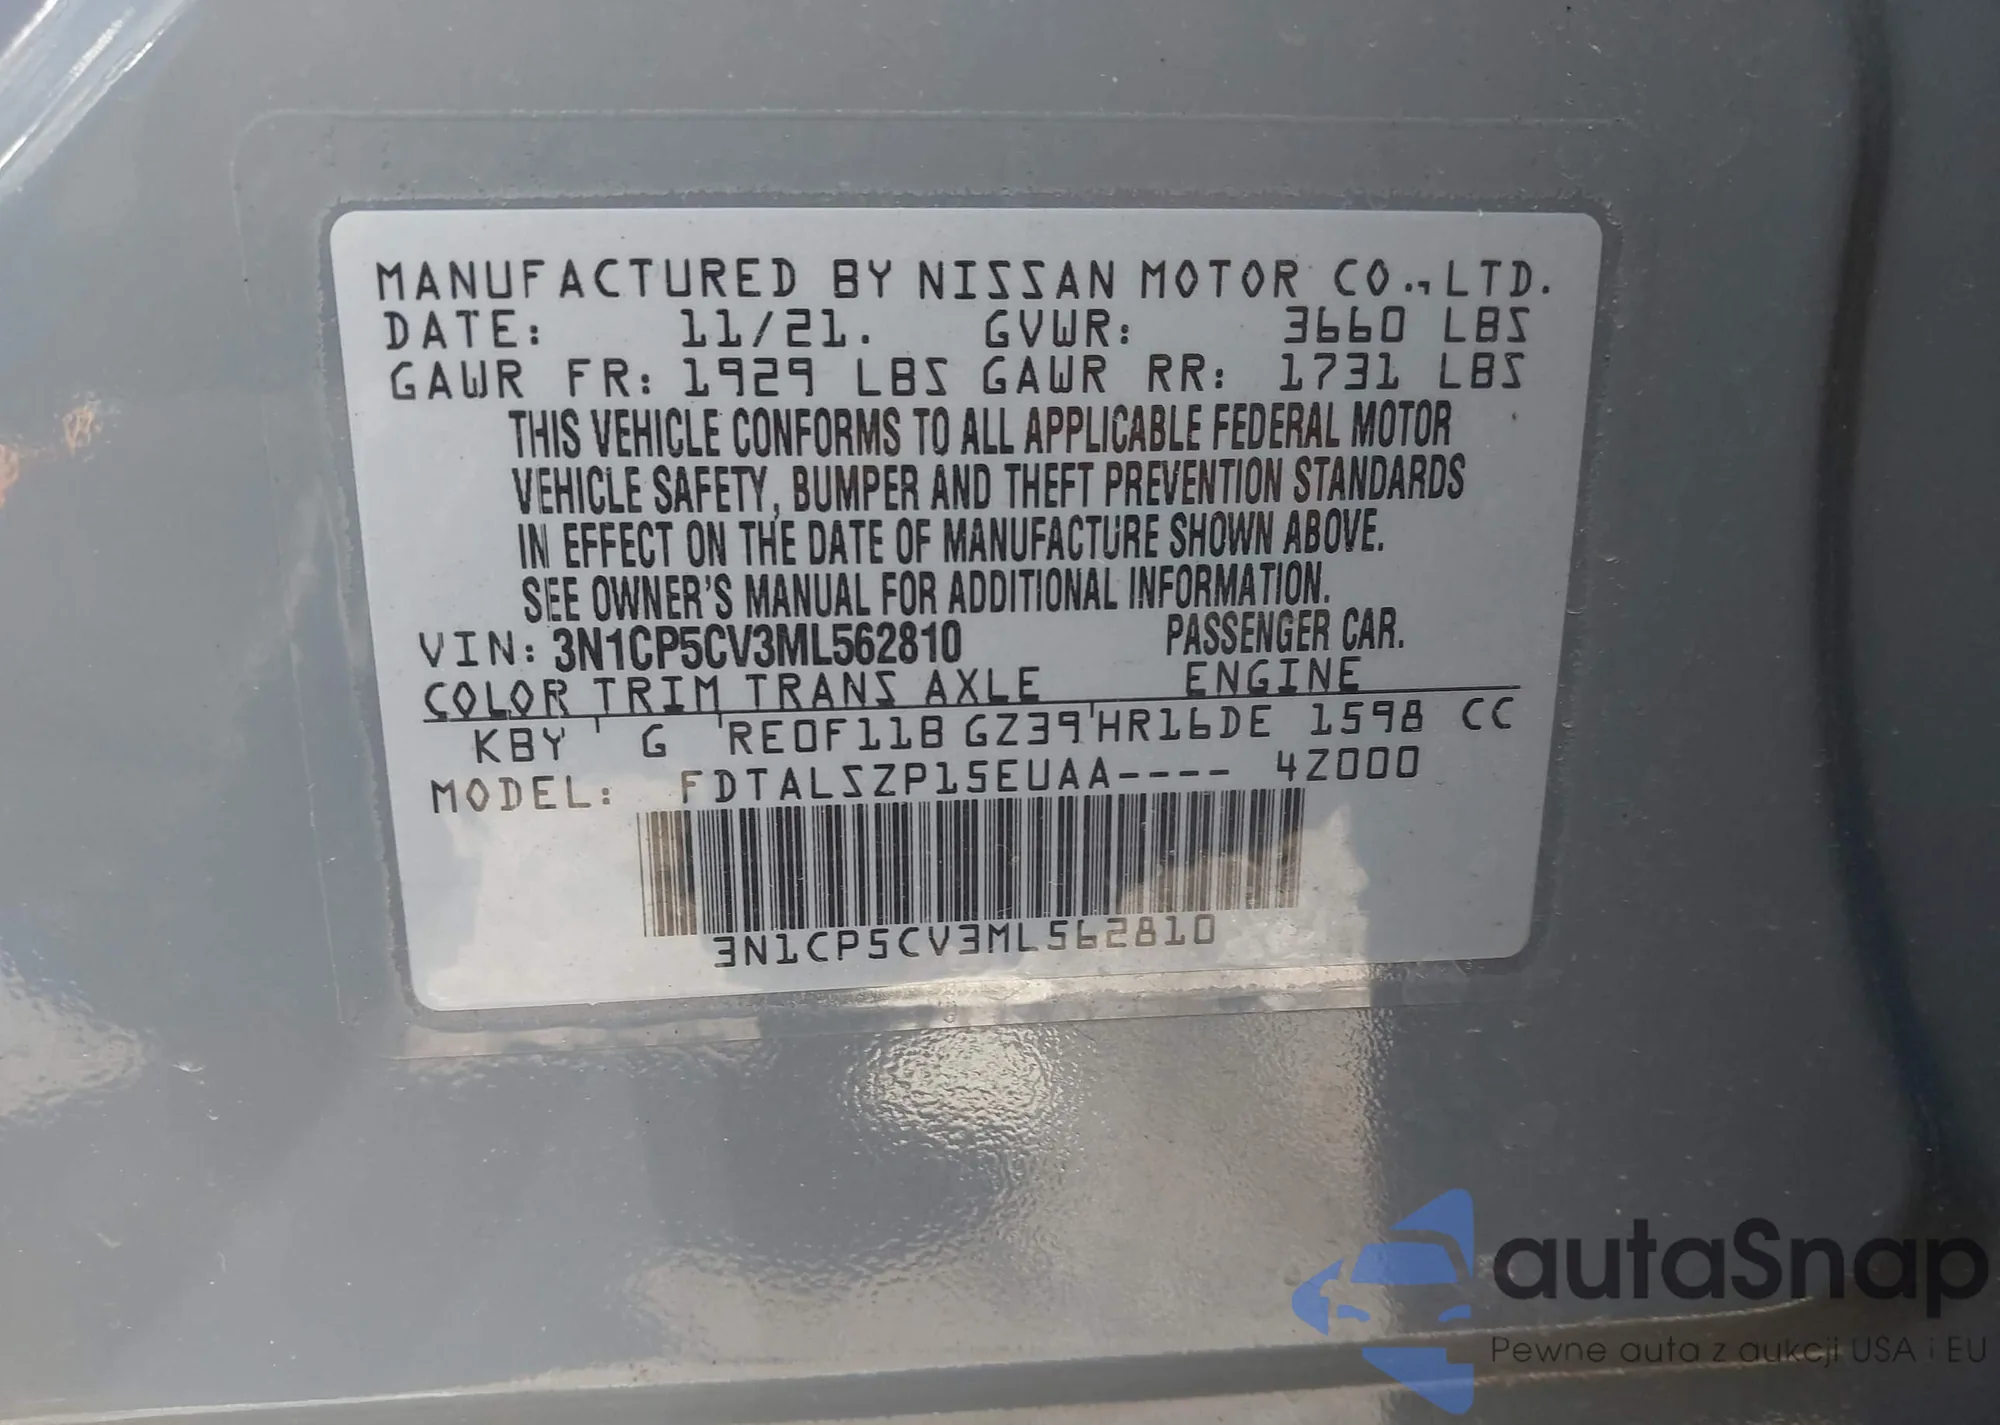 MANUFACTURED BY NISSAN MOTOR CO., LTD.
DATE: 11/21. GVWR: 3660 LBS
GAWR FR: 1929 LBS GAWR RR: 1731 LBS
THIS VEHICLE CONFORMS TO ALL APPLICABLE FEDERAL MOTOR
VEHICLE SAFETY, BUMPER AND THEFT PREVENTION STANDARDS
IN EFFECT ON THE DATE OF MANUFACTURE SHOWN ABOVE.
SEE OWNER'S MANUAL FOR ADDITIONAL INFORMATION.
VIN: 3N1CP5CV3ML562810 PASSENGER CAR.
COLOR TRIM TRANS AXLE ENGINE
KBY G RE0F11B GZ39 HR16DE 1598 CC
MODEL: FDTALSZP15EUAA---- 4Z000
3N1CP5CV3ML562810
autaSnap
Pewne auta z aukcji USA i EU